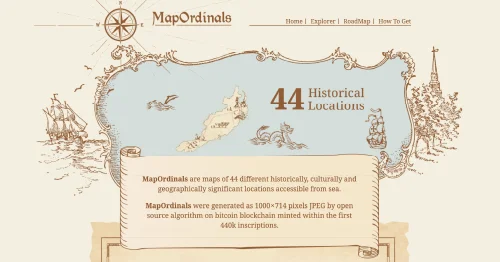 N
W
E
S
MapOrdinals
Home | Explorer | RoadMap | How To Get
44 Historical
Locations
MapOrdinals are maps of 44 different historically, culturally and
geographically significant locations accessible from sea.
MapOrdinals were generated as 1000×714 pixels JPEG by open
source algorithm on bitcoin blockchain minted within the first
440k inscriptions.